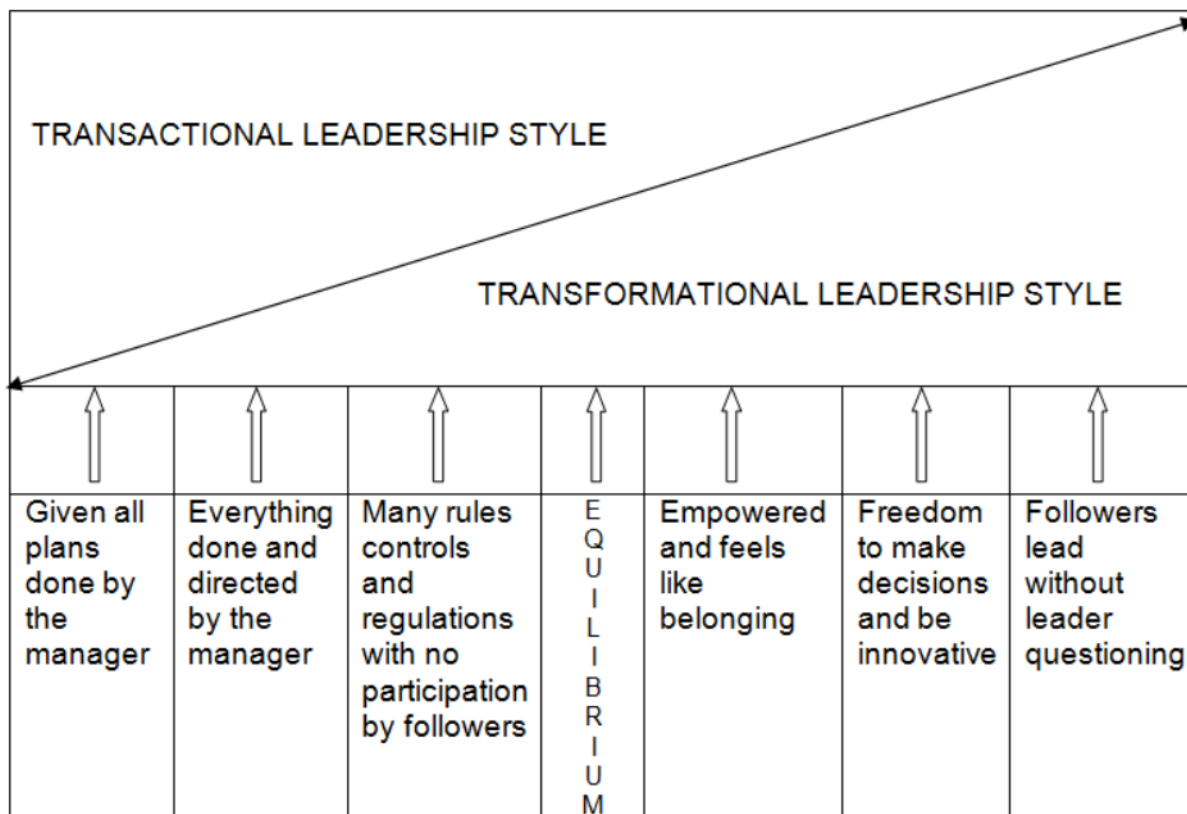 TRANSACTIONAL LEADERSHIP STYLE
TRANSFORMATIONAL LEADERSHIP STYLE
Given all
plans
done by
the
manager
Everything
done and
directed
by the
manager
Many rules
controls
and
regulations
with no
participation
by followers
E
Q
U
I
L
I
B
R
I
U
M
Empowered
and feels
like
belonging
Freedom
to make
decisions
and be
innovative
Followers
lead
without
leader
questioning